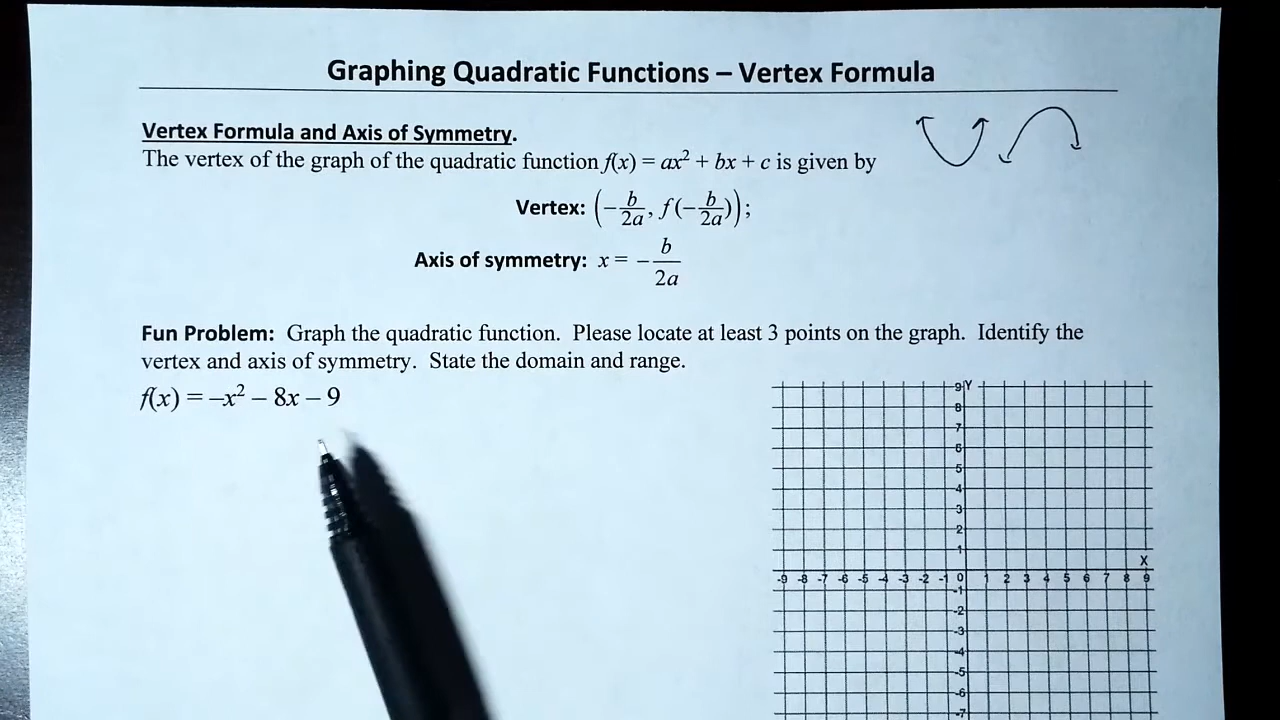 Graphing Quadratic Functions – Vertex Formula
Vertex Formula and Axis of Symmetry.
The vertex of the graph of the quadratic function f(x) = ax² + bx + c is given by
Vertex: (−b/2a, f(−b/2a));
Axis of symmetry: x = −b/2a
Fun Problem: Graph the quadratic function. Please locate at least 3 points on the graph. Identify the
vertex and axis of symmetry. State the domain and range.
f(x) = –x² – 8x – 9
9 Y
8
7
6
5
4
3
2
1
X
-9 -8 -7 -6 -5 -4 -3 -2 -1 0 1 2 3 4 5 6 7 8 9
-1
-2
-3
-4
-5
-6
-7